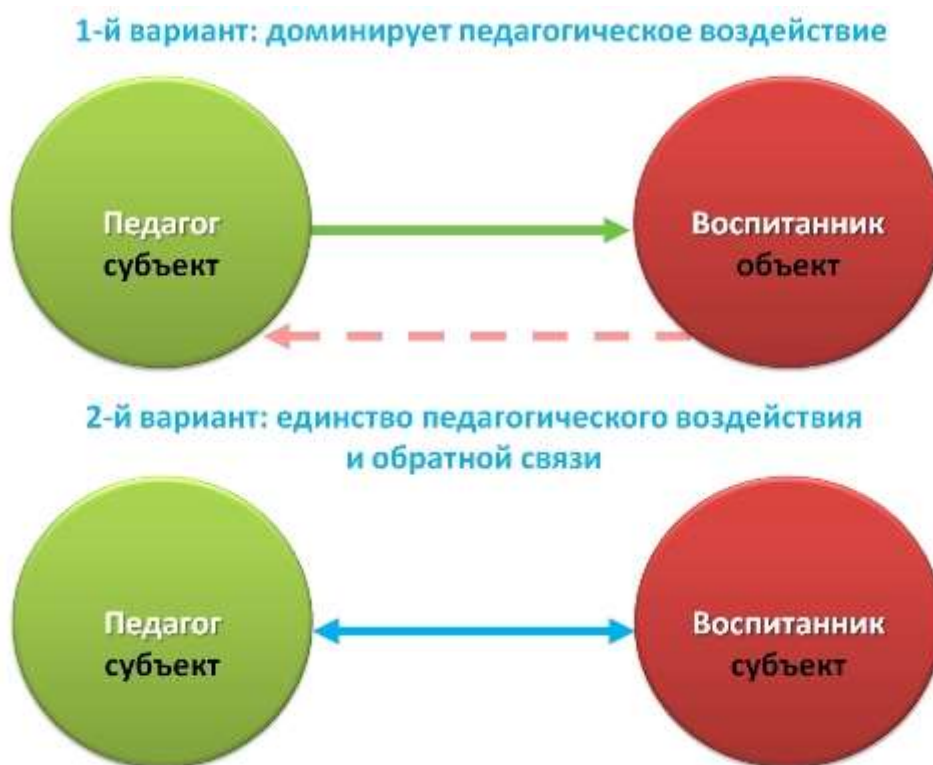 1-й вариант: доминирует педагогическое воздействие
Педагог
субъект
Воспитанник
объект
2-й вариант: единство педагогического воздействия
и обратной связи
Педагог
субъект
Воспитанник
субъект